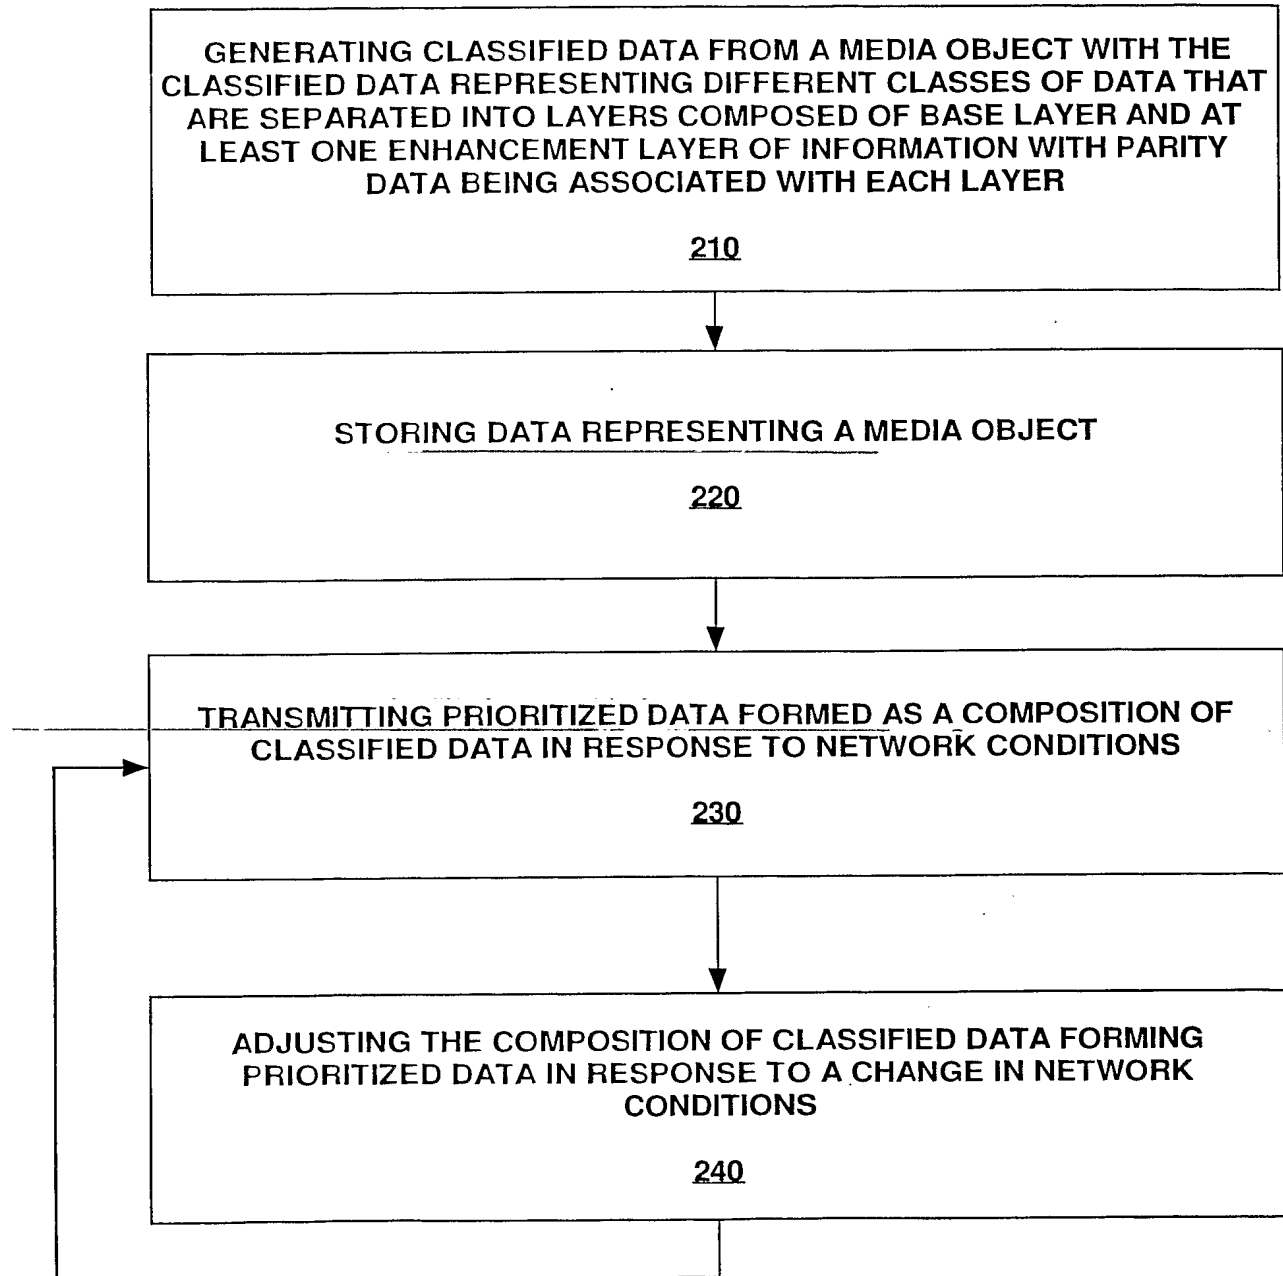 GENERATING CLASSIFIED DATA FROM A MEDIA OBJECT WITH THE
CLASSIFIED DATA REPRESENTING DIFFERENT CLASSES OF DATA THAT
ARE SEPARATED INTO LAYERS COMPOSED OF BASE LAYER AND AT
LEAST ONE ENHANCEMENT LAYER OF INFORMATION WITH PARITY
DATA BEING ASSOCIATED WITH EACH LAYER
210
STORING DATA REPRESENTING A MEDIA OBJECT
220
TRANSMITTING PRIORITIZED DATA FORMED AS A COMPOSITION OF
CLASSIFIED DATA IN RESPONSE TO NETWORK CONDITIONS
230
ADJUSTING THE COMPOSITION OF CLASSIFIED DATA FORMING
PRIORITIZED DATA IN RESPONSE TO A CHANGE IN NETWORK
CONDITIONS
240